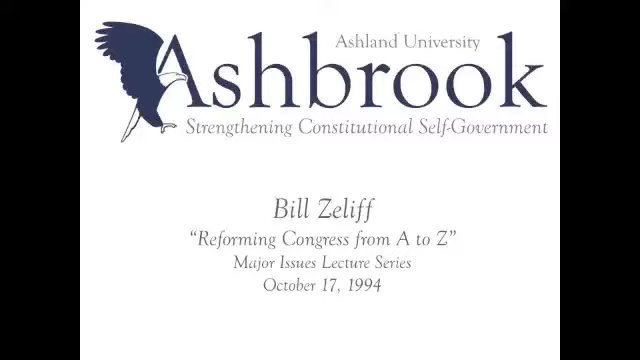 Ashland University
Ashbrook
Strengthening Constitutional Self-Government
Bill Zeliff
“Reforming Congress from A to Z”
Major Issues Lecture Series
October 17, 1994